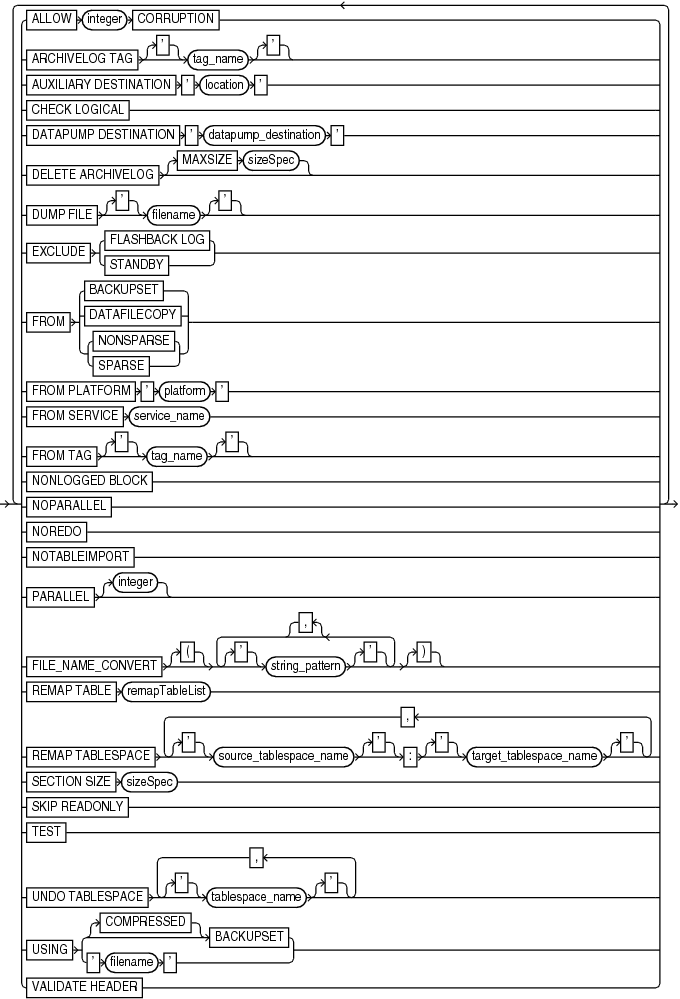 ALLOW integer CORRUPTION
ARCHIVELOG TAG ' tag_name '
AUXILIARY DESTINATION ' location '
CHECK LOGICAL
DATAPUMP DESTINATION ' datapump_destination '
DELETE ARCHIVELOG MAXSIZE sizeSpec
DUMP FILE ' filename '
EXCLUDE FLASHBACK LOG
STANDBY
FROM BACKUPSET
DATAFILECOPY
NONSPARSE
SPARSE
FROM PLATFORM ' platform '
FROM SERVICE service_name
FROM TAG ' tag_name '
NONLOGGED BLOCK
NOPARALLEL
NOREDO
NOTABLEIMPORT
PARALLEL integer
,
FILE_NAME_CONVERT ( ' string_pattern ' )
REMAP TABLE remapTableList
,
REMAP TABLESPACE ' source_tablespace_name ' : ' target_tablespace_name '
SECTION SIZE sizeSpec
SKIP READONLY
TEST
,
UNDO TABLESPACE ' tablespace_name '
COMPRESSED
BACKUPSET
USING
' filename '
VALIDATE HEADER